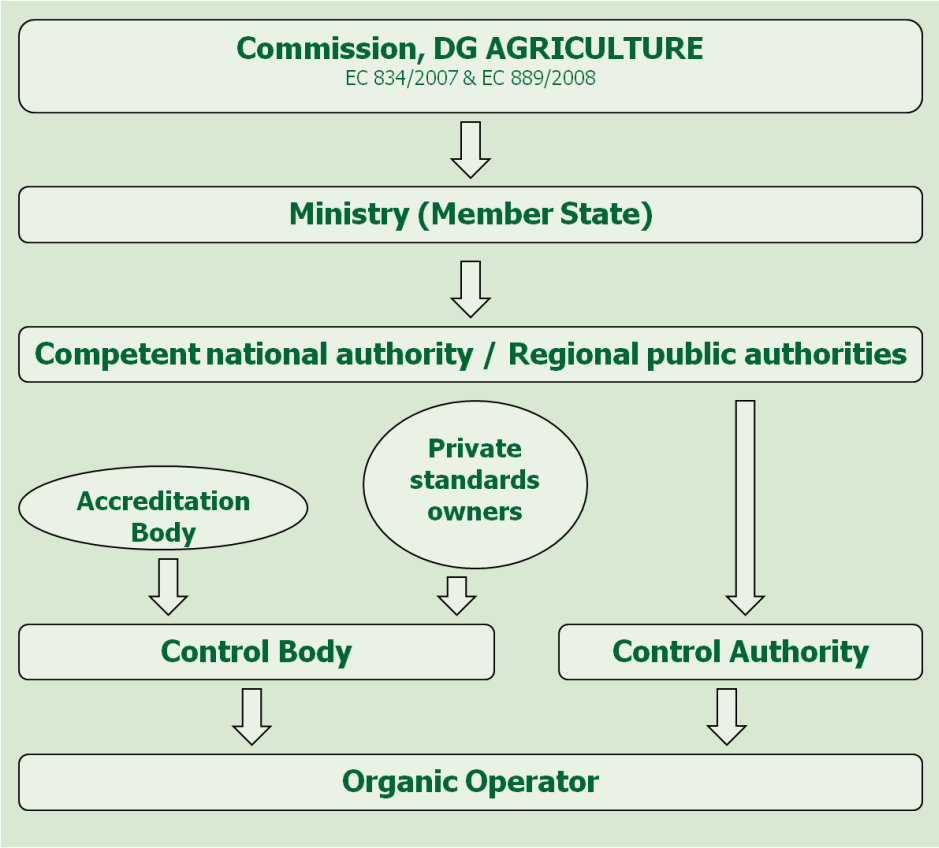 Commission, DG AGRICULTURE
EC 834/2007 & EC 889/2008
Ministry (Member State)
Competent national authority / Regional public authorities
Private
standards
owners
Accreditation
Body
Control Body
Control Authority
Organic Operator